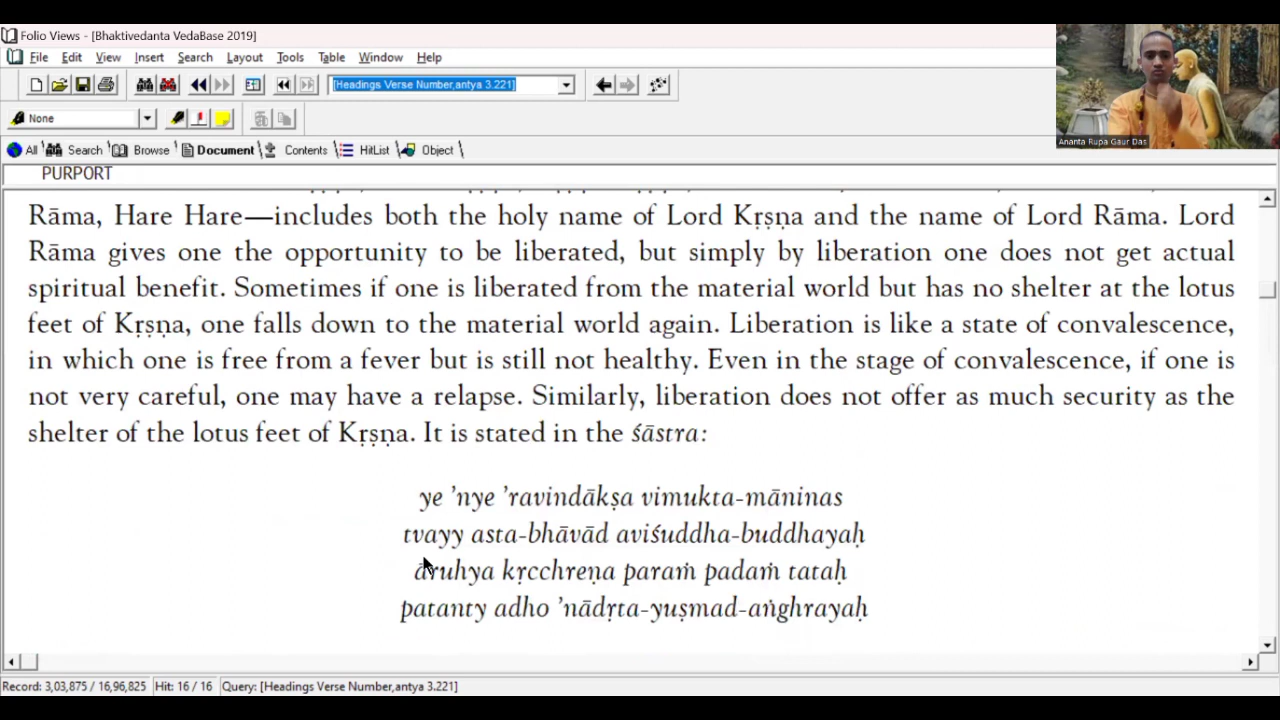 Folio Views - [Bhaktivedanta VedaBase 2019]
File Edit View Insert Search Layout Tools Table Window Help
[Headings Verse Number,antya 3.221]
None
All Search Browse Document Contents HitList Object
Ananta Rupa Gaur Das
PURPORT
Rāma, Hare Hare—includes both the holy name of Lord Kṛṣṇa and the name of Lord Rāma. Lord
Rāma gives one the opportunity to be liberated, but simply by liberation one does not get actual
spiritual benefit. Sometimes if one is liberated from the material world but has no shelter at the lotus
feet of Kṛṣṇa, one falls down to the material world again. Liberation is like a state of convalescence,
in which one is free from a fever but is still not healthy. Even in the stage of convalescence, if one is
not very careful, one may have a relapse. Similarly, liberation does not offer as much security as the
shelter of the lotus feet of Kṛṣṇa. It is stated in the śāstra:
ye ’nye ’ravindākṣa vimukta-māninas
tvayy asta-bhāvād aviśuddha-buddhayaḥ
āruhya kṛcchreṇa paraṁ padaṁ tataḥ
patanty adho ’nādṛta-yuṣmad-aṅghrayaḥ
Record: 3,03,875 / 16,96,825 Hit: 16 / 16 Query: [Headings Verse Number,antya 3.221]